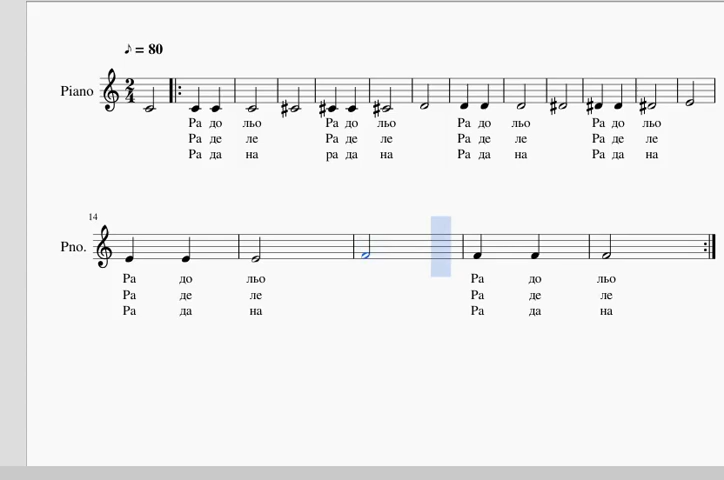 ♪ = 80
Piano
2
4
Ра до льо Ра до льо Ра до льо Ра до льо
Ра де ле Ра де ле Ра де ле Ра де ле
Ра да на ра да на Ра да на Ра да на
14
Pno.
Ра до льо Ра до льо
Ра де ле Ра де ле
Ра да на Ра да на